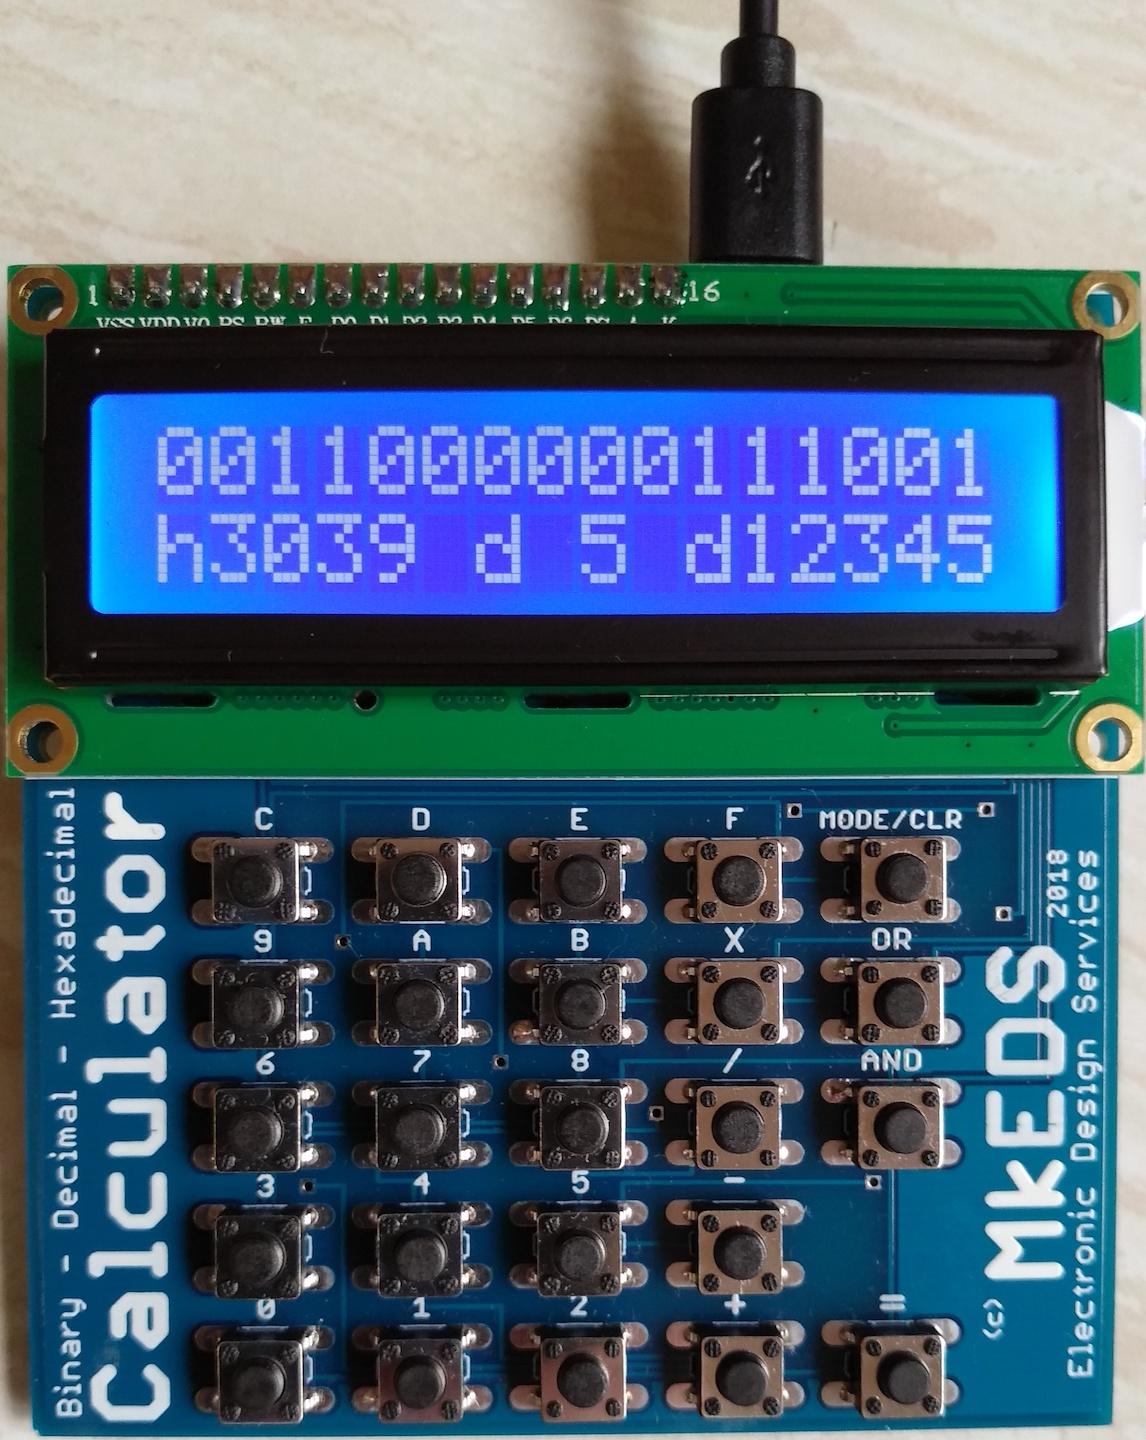 1 16
VSS VDD V0 RS RW E D0 D1 D2 D3 D4 D5 D6 D7 A K
0011000000111001
h3039 d 5 d12345
C D E F MODE/CLR
9 A B X OR
6 7 8 / AND
3 4 5 -
0 1 2 + =
Binary - Decimal - Hexadecimal
Calculator
(c) MKEDS 2018
Electronic Design Services